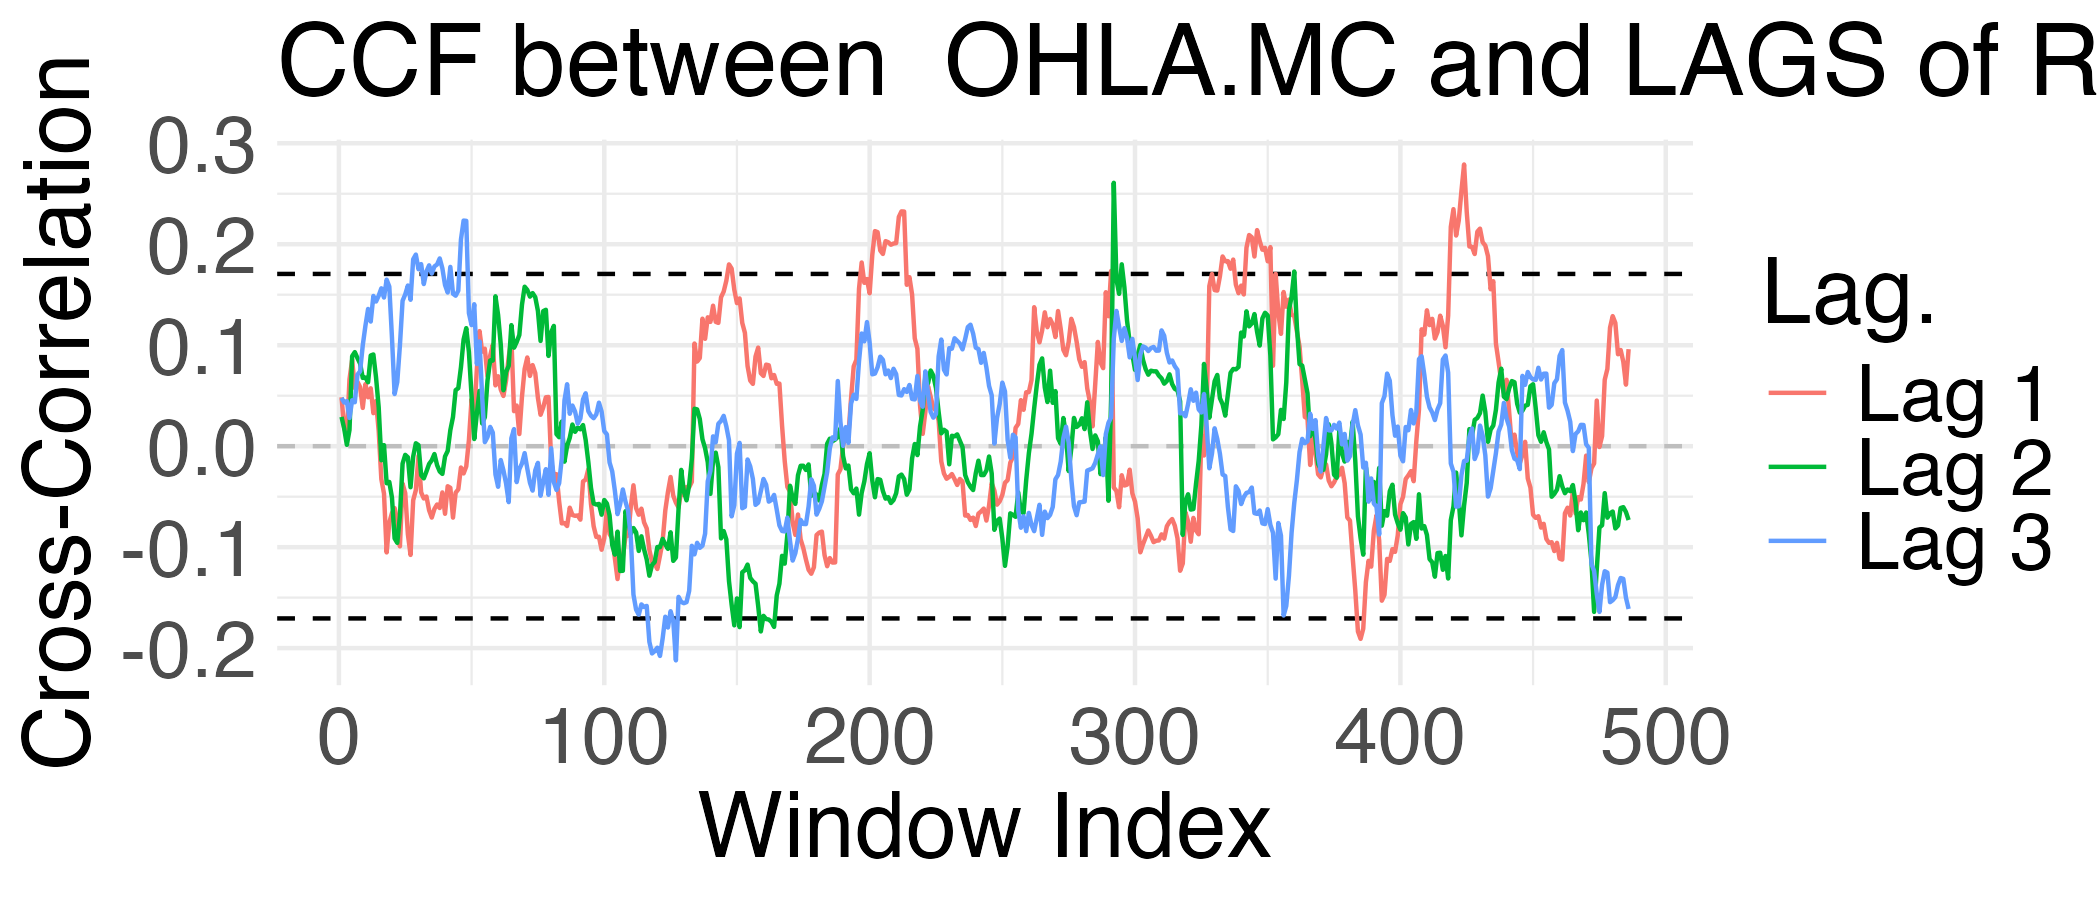 CCF between  OHLA.MC and LAGS of R
Cross-Correlation
0.3
0.2
0.1
0.0
-0.1
-0.2
0 100 200 300 400 500
Window Index
Lag.
Lag 1
Lag 2
Lag 3